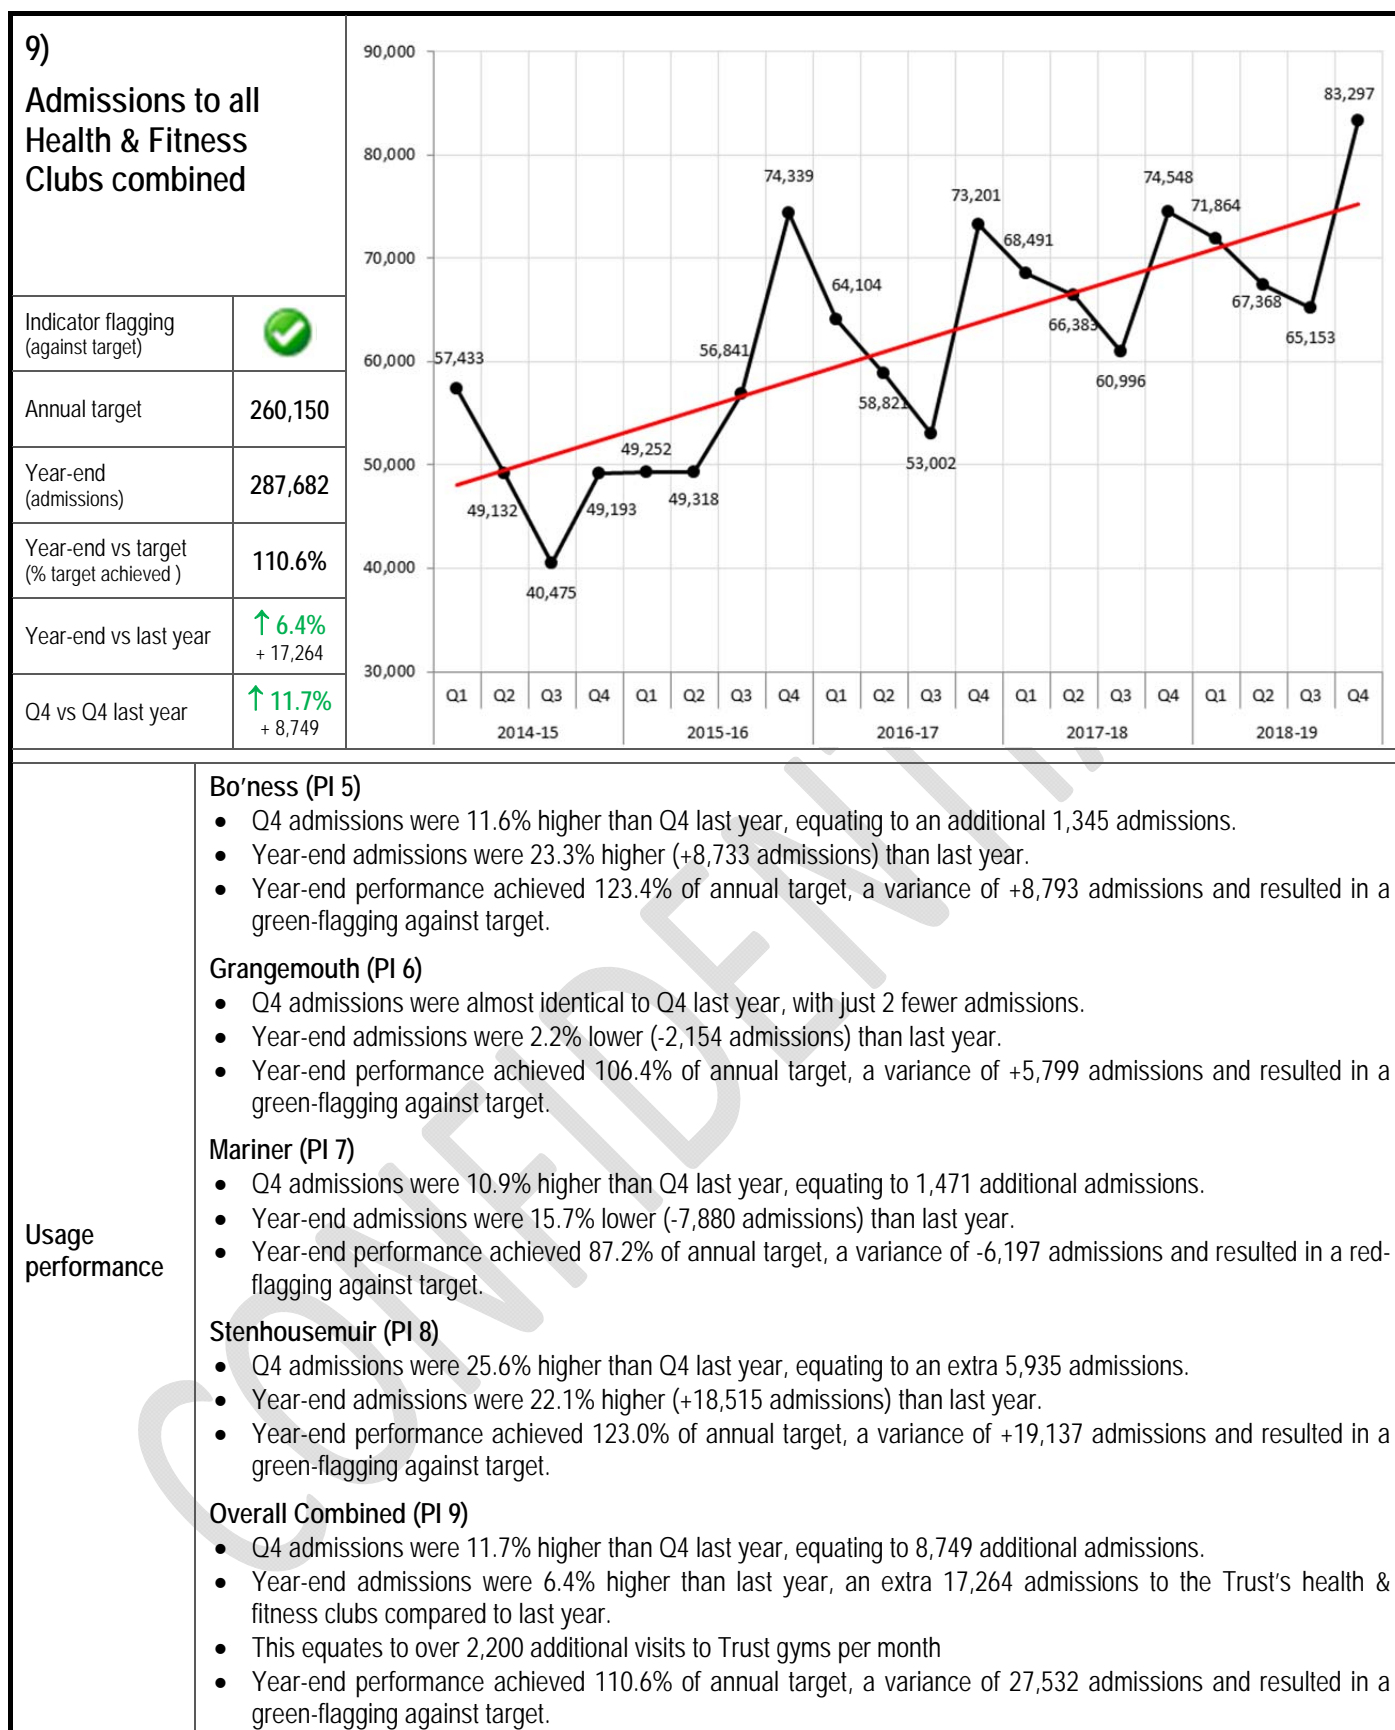 9)
Admissions to all
Health & Fitness
Clubs combined
Indicator flagging
(against target)
Annual target
260,150
Year-end
(admissions)
287,682
Year-end vs target
(% target achieved )
110.6%
Year-end vs last year
↑ 6.4%
+ 17,264
Q4 vs Q4 last year
↑ 11.7%
+ 8,749
90,000
80,000
70,000
60,000
50,000
40,000
30,000
57,433
49,132
40,475
49,193
49,252
49,318
56,841
74,339
64,104
58,821
53,002
73,201
68,491
66,383
60,996
74,548
71,864
67,368
65,153
83,297
Q1 Q2 Q3 Q4 Q1 Q2 Q3 Q4 Q1 Q2 Q3 Q4 Q1 Q2 Q3 Q4 Q1 Q2 Q3 Q4
2014-15 2015-16 2016-17 2017-18 2018-19
Usage
performance
Bo'ness (PI 5)
• Q4 admissions were 11.6% higher than Q4 last year, equating to an additional 1,345 admissions.
• Year-end admissions were 23.3% higher (+8,733 admissions) than last year.
• Year-end performance achieved 123.4% of annual target, a variance of +8,793 admissions and resulted in a
green-flagging against target.
Grangemouth (PI 6)
• Q4 admissions were almost identical to Q4 last year, with just 2 fewer admissions.
• Year-end admissions were 2.2% lower (-2,154 admissions) than last year.
• Year-end performance achieved 106.4% of annual target, a variance of +5,799 admissions and resulted in a
green-flagging against target.
Mariner (PI 7)
• Q4 admissions were 10.9% higher than Q4 last year, equating to 1,471 additional admissions.
• Year-end admissions were 15.7% lower (-7,880 admissions) than last year.
• Year-end performance achieved 87.2% of annual target, a variance of -6,197 admissions and resulted in a red-
flagging against target.
Stenhousemuir (PI 8)
• Q4 admissions were 25.6% higher than Q4 last year, equating to an extra 5,935 admissions.
• Year-end admissions were 22.1% higher (+18,515 admissions) than last year.
• Year-end performance achieved 123.0% of annual target, a variance of +19,137 admissions and resulted in a
green-flagging against target.
Overall Combined (PI 9)
• Q4 admissions were 11.7% higher than Q4 last year, equating to 8,749 additional admissions.
• Year-end admissions were 6.4% higher than last year, an extra 17,264 admissions to the Trust's health &
fitness clubs compared to last year.
• This equates to over 2,200 additional visits to Trust gyms per month
• Year-end performance achieved 110.6% of annual target, a variance of 27,532 admissions and resulted in a
green-flagging against target.